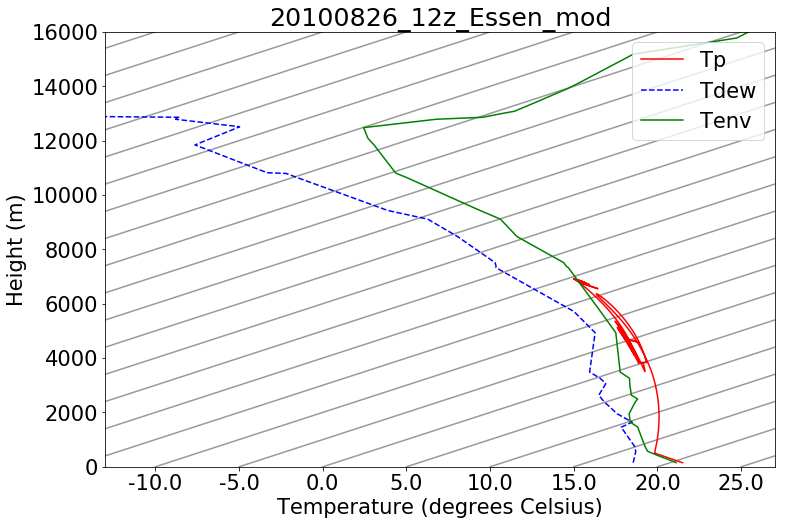 20100826_12z_Essen_mod
16000
14000
12000
10000
8000
6000
4000
2000
0
Height (m)
Tp
Tdew
Tenv
-10.0 -5.0 0.0 5.0 10.0 15.0 20.0 25.0
Temperature (degrees Celsius)